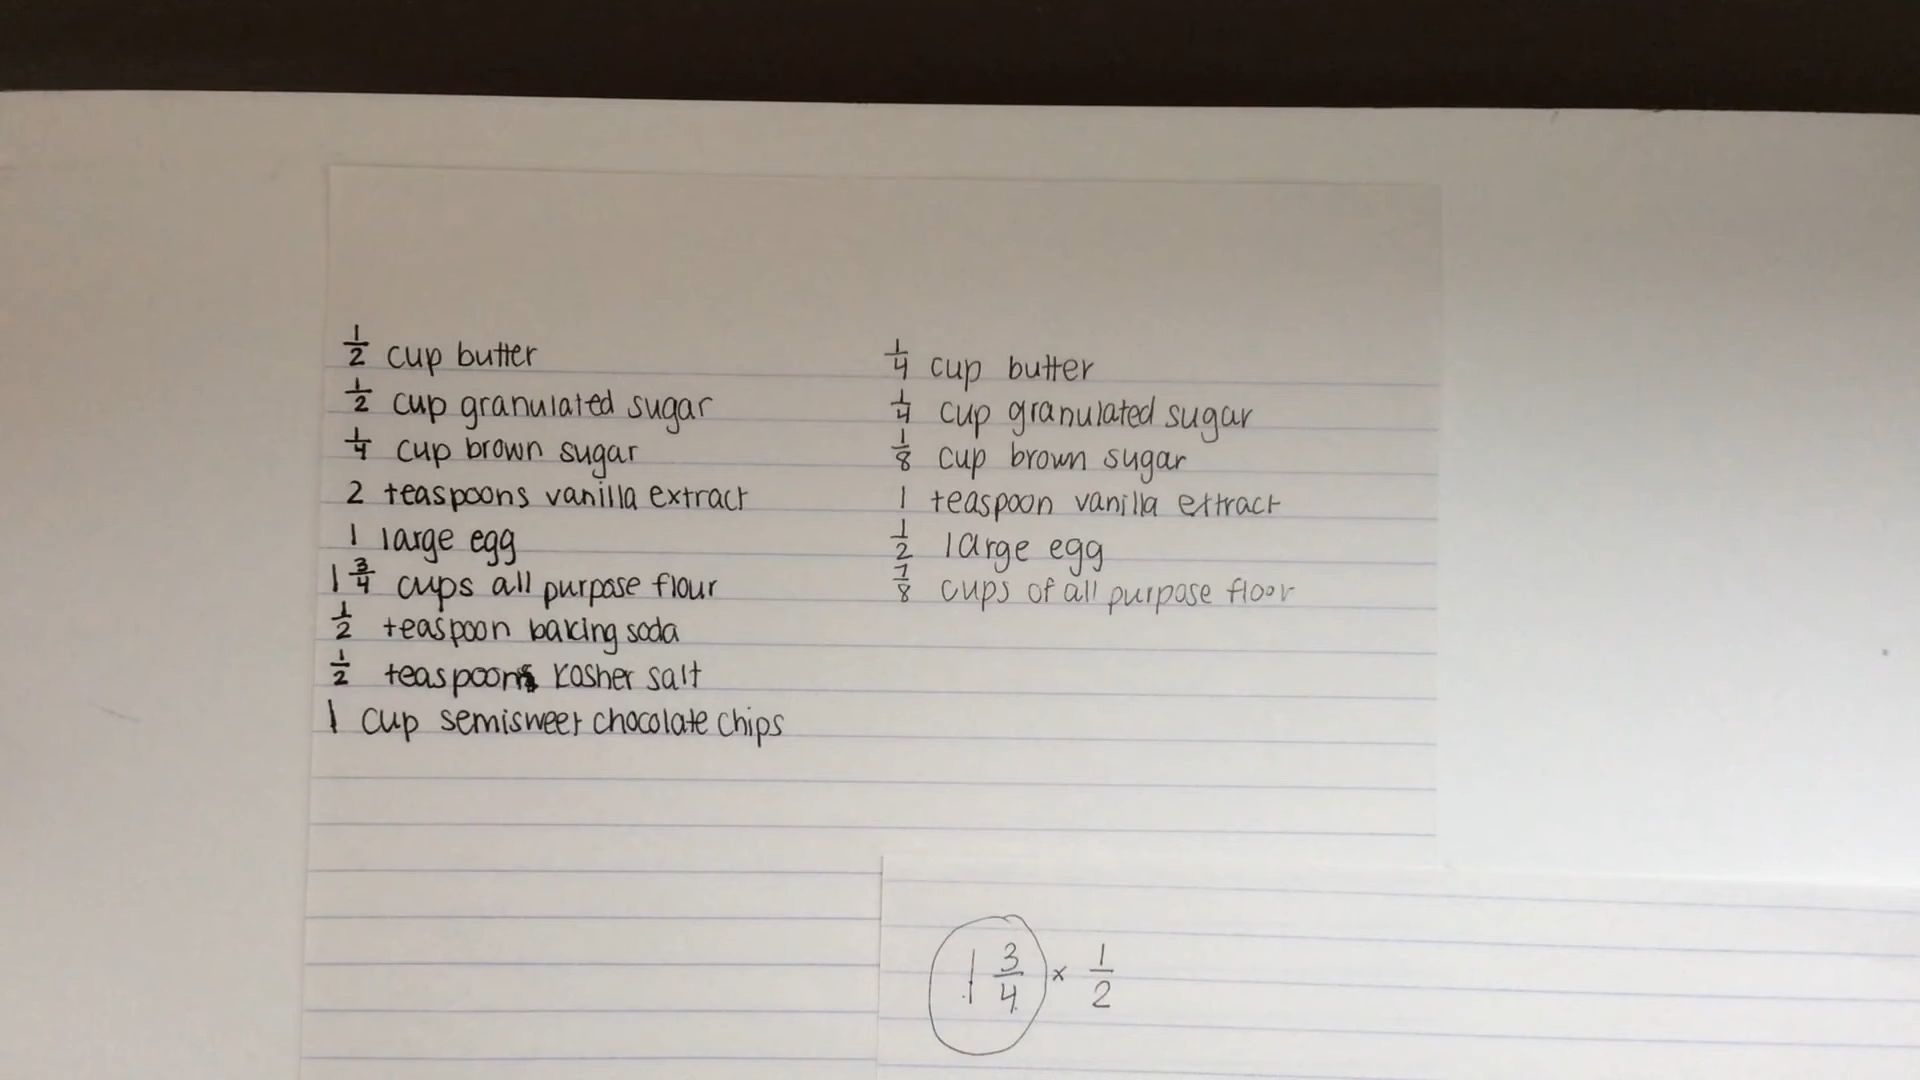 1/2 cup butter
1/2 cup granulated sugar
1/4 cup brown sugar
2 teaspoons vanilla extract
1 large egg
1 3/4 cups all purpose flour
1/2 teaspoon baking soda
1/2 teaspoons kosher salt
1 cup semisweet chocolate chips
1/4 cup butter
1/4 cup granulated sugar
1/8 cup brown sugar
1 teaspoon vanilla extract
1/2 large egg
7/8 cups of all purpose floor
1 3/4 × 1/2